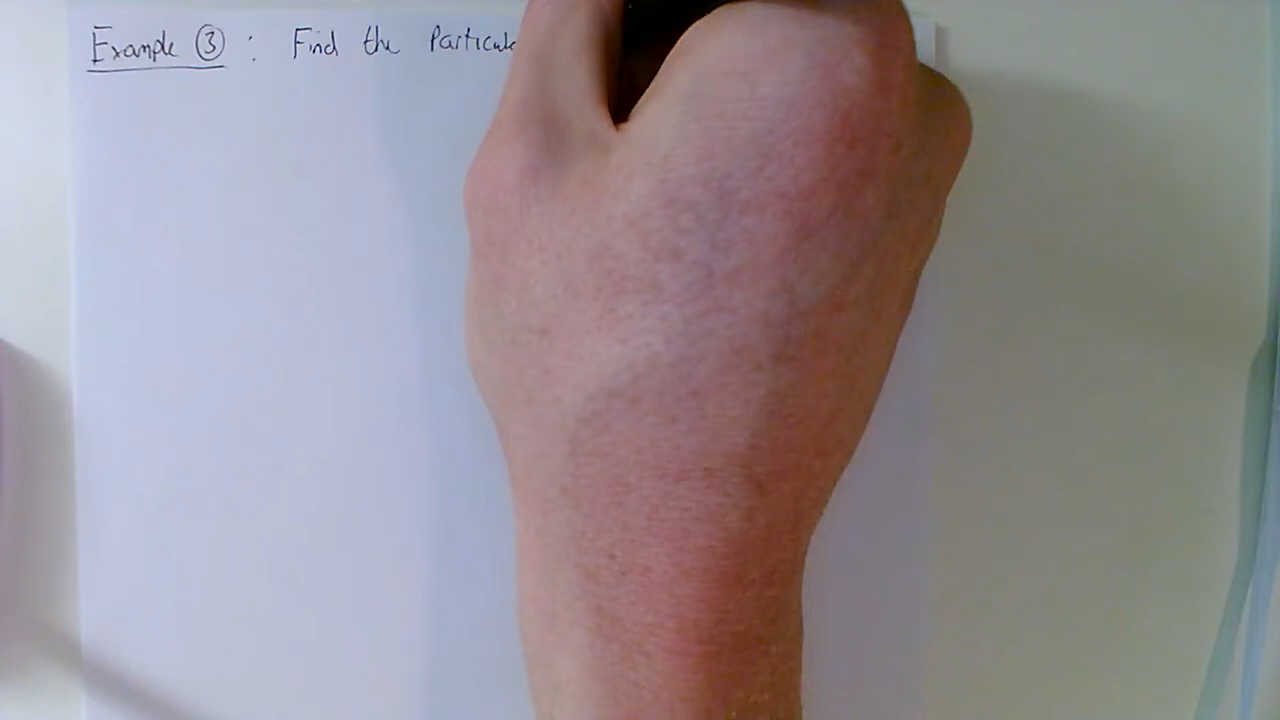 Example ③ : Find the